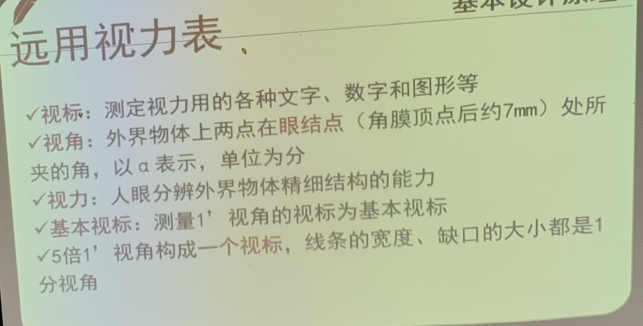 基本设计原理
远用视力表
✓视标：测定视力用的各种文字、数字和图形等
✓视角：外界物体上两点在眼结点（角膜顶点后约7mm）处所
夹的角，以α表示，单位为分
✓视力：人眼分辨外界物体精细结构的能力
✓基本视标：测量1′视角的视标为基本视标
✓5倍1′视角构成一个视标，线条的宽度、缺口的大小都是1
分视角